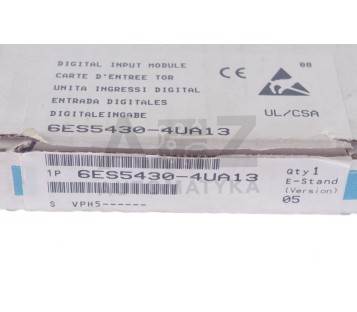 DIGITAL INPUT MODULE
CARTE D'ENTREE TOR
UNITA INGRESSI DIGITAL
ENTRADA DIGITALES
DIGITALEINGABE
6ES5430-4UA13
CE
08
UL/CSA
1P 6ES5430-4UA13
S VPH5------
Qty 1
E-Stand
(Version)
05